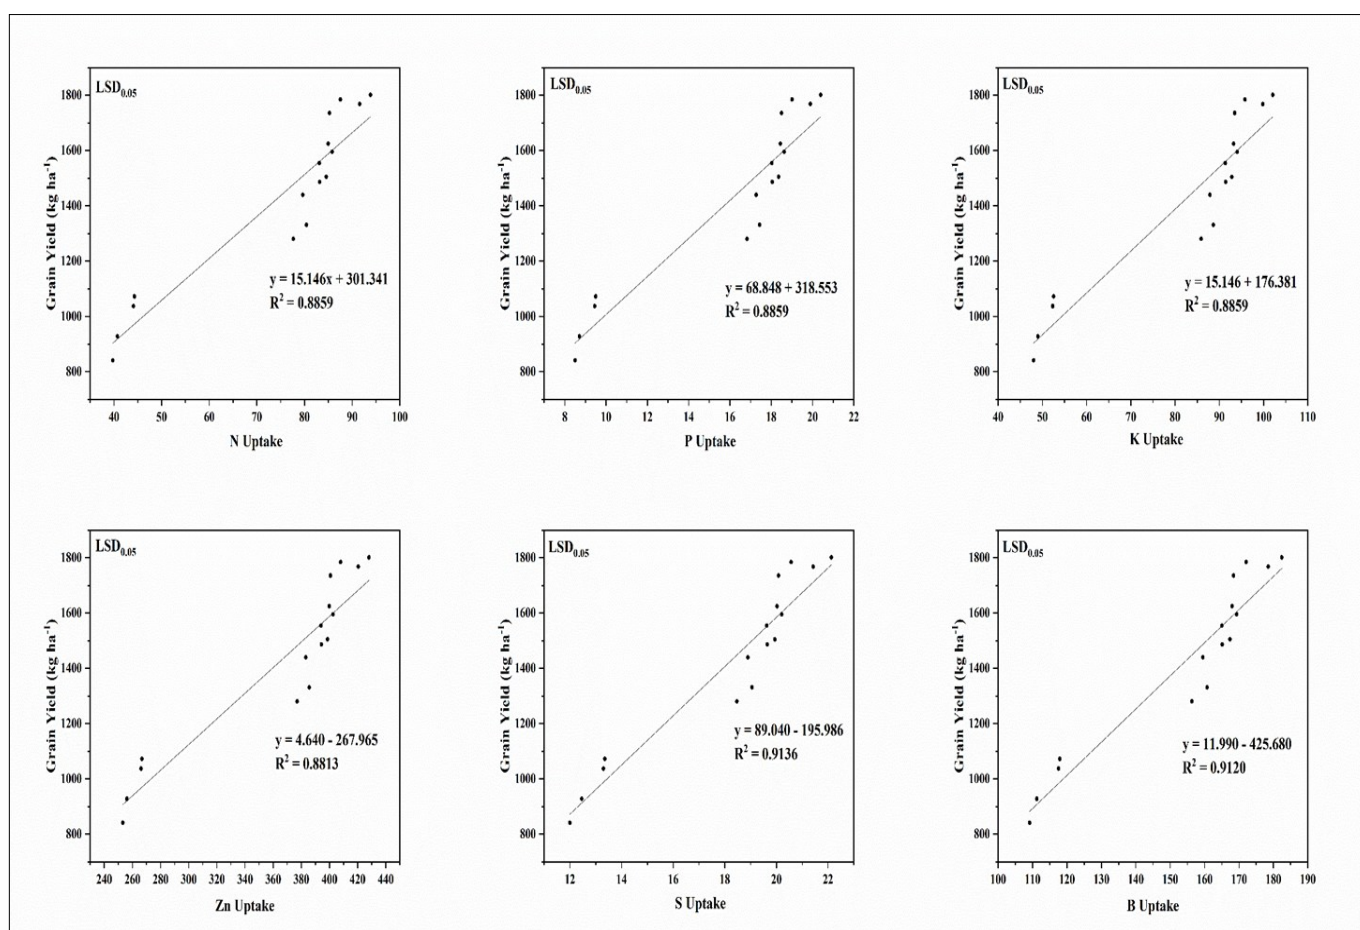 LSD0.05
1800
1600
1400
1200
1000
800
Grain Yield (kg ha-1)
y = 15.146x + 301.341
R2 = 0.8859
40 50 60 70 80 90 100
N Uptake
LSD0.05
1800
1600
1400
1200
1000
800
Grain Yield (kg ha-1)
y = 68.848 + 318.553
R2 = 0.8859
8 10 12 14 16 18 20 22
P Uptake
LSD0.05
1800
1600
1400
1200
1000
800
Grain Yield (kg ha-1)
y = 15.146 + 176.381
R2 = 0.8859
40 50 60 70 80 90 100 110
K Uptake
LSD0.05
1800
1600
1400
1200
1000
800
Grain Yield (kg ha-1)
y = 4.640 - 267.965
R2 = 0.8813
240 260 280 300 320 340 360 380 400 420 440
Zn Uptake
LSD0.05
1800
1600
1400
1200
1000
800
Grain Yield (kg ha-1)
y = 89.040 - 195.986
R2 = 0.9136
12 14 16 18 20 22
S Uptake
LSD0.05
1800
1600
1400
1200
1000
800
Grain Yield (kg ha-1)
y = 11.990 - 425.680
R2 = 0.9120
100 110 120 130 140 150 160 170 180 190
B Uptake